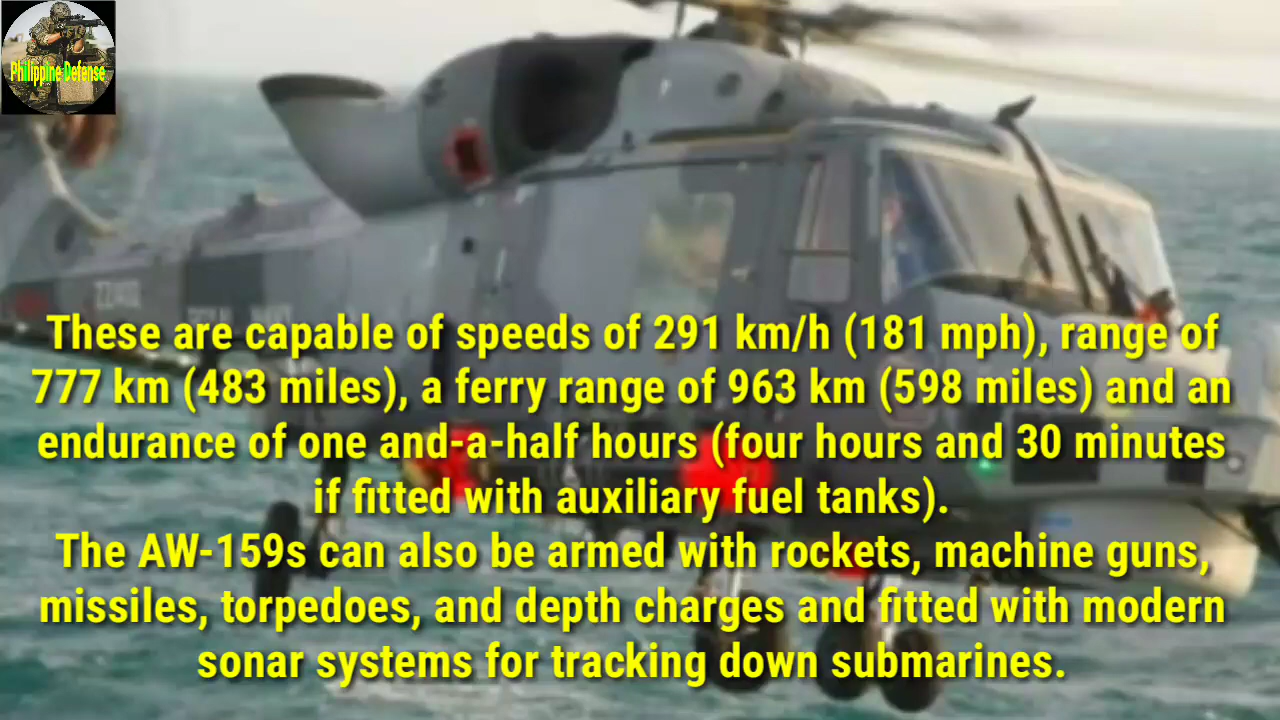 Philippine Defense
These are capable of speeds of 291 km/h (181 mph), range of
777 km (483 miles), a ferry range of 963 km (598 miles) and an
endurance of one and-a-half hours (four hours and 30 minutes
if fitted with auxiliary fuel tanks).
The AW-159s can also be armed with rockets, machine guns,
missiles, torpedoes, and depth charges and fitted with modern
sonar systems for tracking down submarines.